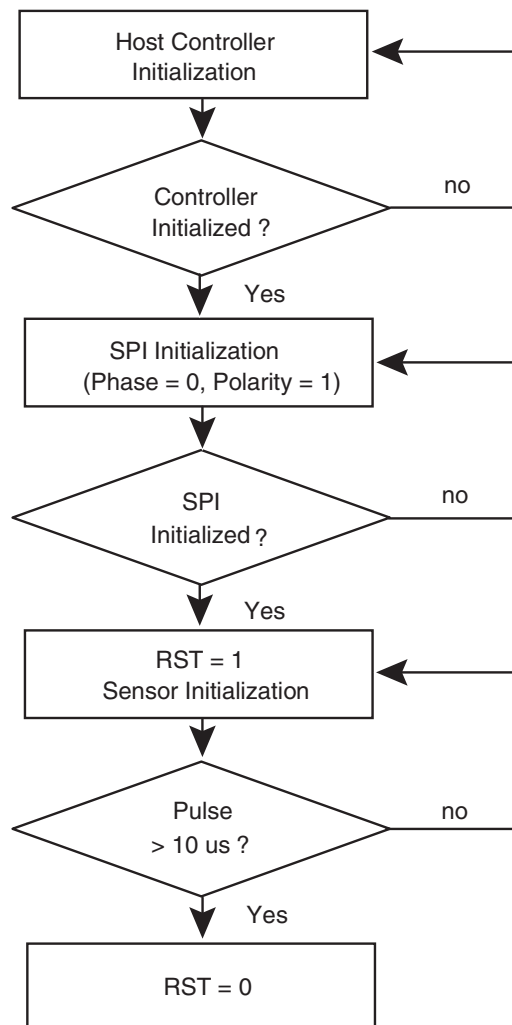 Host Controller
Initialization
Controller
Initialized ?
no
Yes
SPI Initialization
(Phase = 0, Polarity = 1)
SPI
Initialized ?
no
Yes
RST = 1
Sensor Initialization
Pulse
> 10 us ?
no
Yes
RST = 0